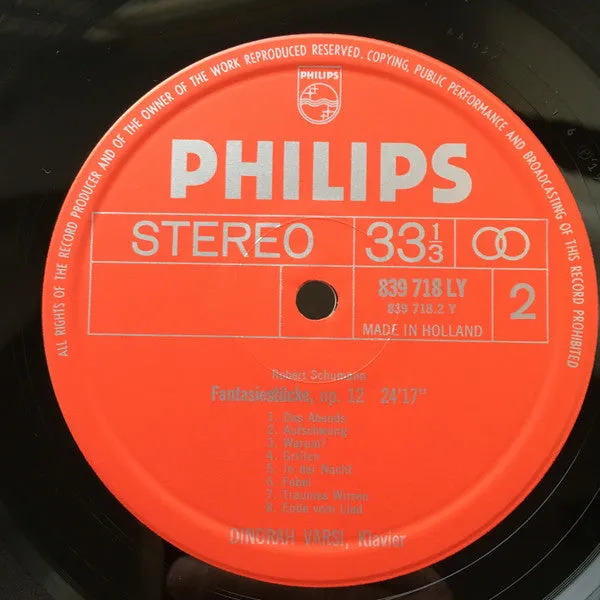 ALL RIGHTS OF THE RECORD PRODUCER AND OF THE OWNER OF THE WORK REPRODUCED RESERVED. COPYING, PUBLIC PERFORMANCE AND BROADCASTING OF THIS RECORD PROHIBITED
PHILIPS
PHILIPS
STEREO 33 1/3
839 718 LY
839 718.2 Y
2
MADE IN HOLLAND
Robert Schumann
Fantasiestücke, op. 12 24'17"
1. Des Abends
2. Aufschwung
3. Warum?
4. Grillen
5. In der Nacht
6. Fabel
7. Traumes Wirren
8. Ende vom Lied
DINORAH VARSI, Klavier